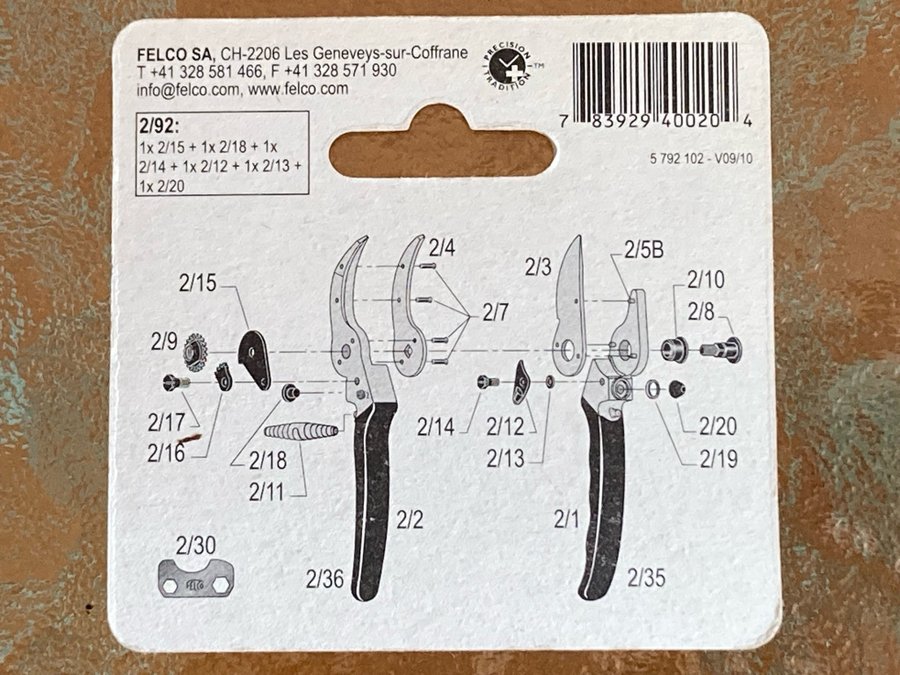 FELCO SA, CH-2206 Les Geneveys-sur-Coffrane
T +41 328 581 466, F +41 328 571 930
info@felco.com, www.felco.com
PRECISION
TRADITION
TM
7 83929 40020 4
5 792 102 - V09/10
2/92:
1x 2/15 + 1x 2/18 + 1x
2/14 + 1x 2/12 + 1x 2/13 +
1x 2/20
2/4
2/3
2/5B
2/15
2/10
2/7
2/8
2/9
2/17
2/14
2/12
2/20
2/16
2/18
2/13
2/19
2/11
2/2
2/1
2/30
2/36
2/35
FELCO